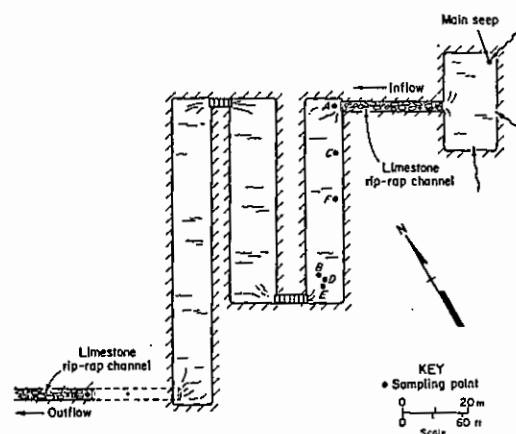 Main seep
Inflow
A
C
F
Limestone
rip-rap channel
N
B
D
E
Limestone
rip-rap channel
Outflow
KEY
Sampling point
0 20 m
0 60 ft
Scale